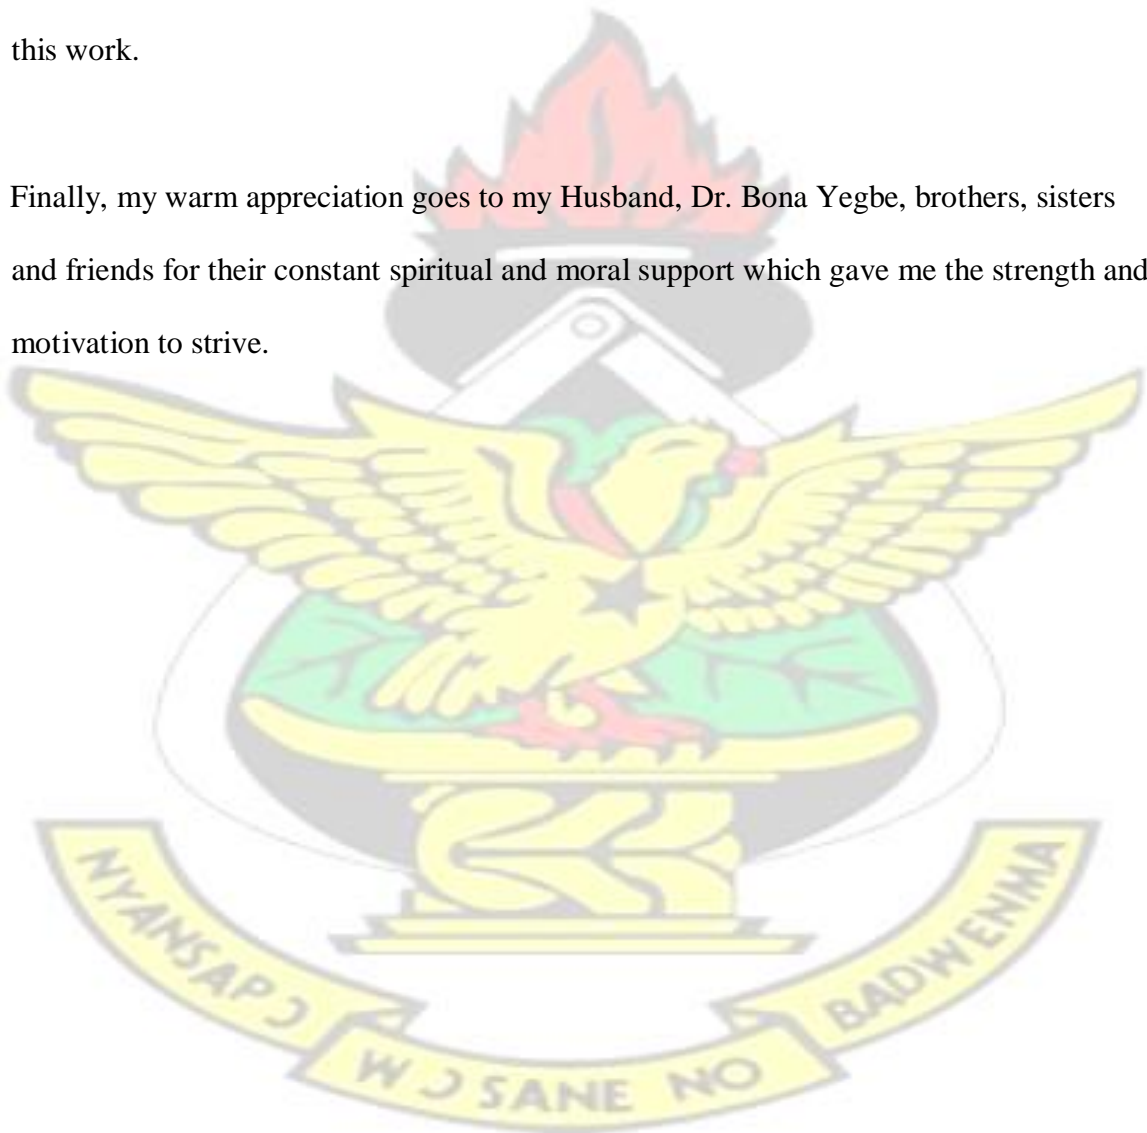 this work.
Finally, my warm appreciation goes to my Husband, Dr. Bona Yegbe, brothers, sisters
and friends for their constant spiritual and moral support which gave me the strength and
motivation to strive.
NYANSAPƆ WƆSANE NO BADWENMA